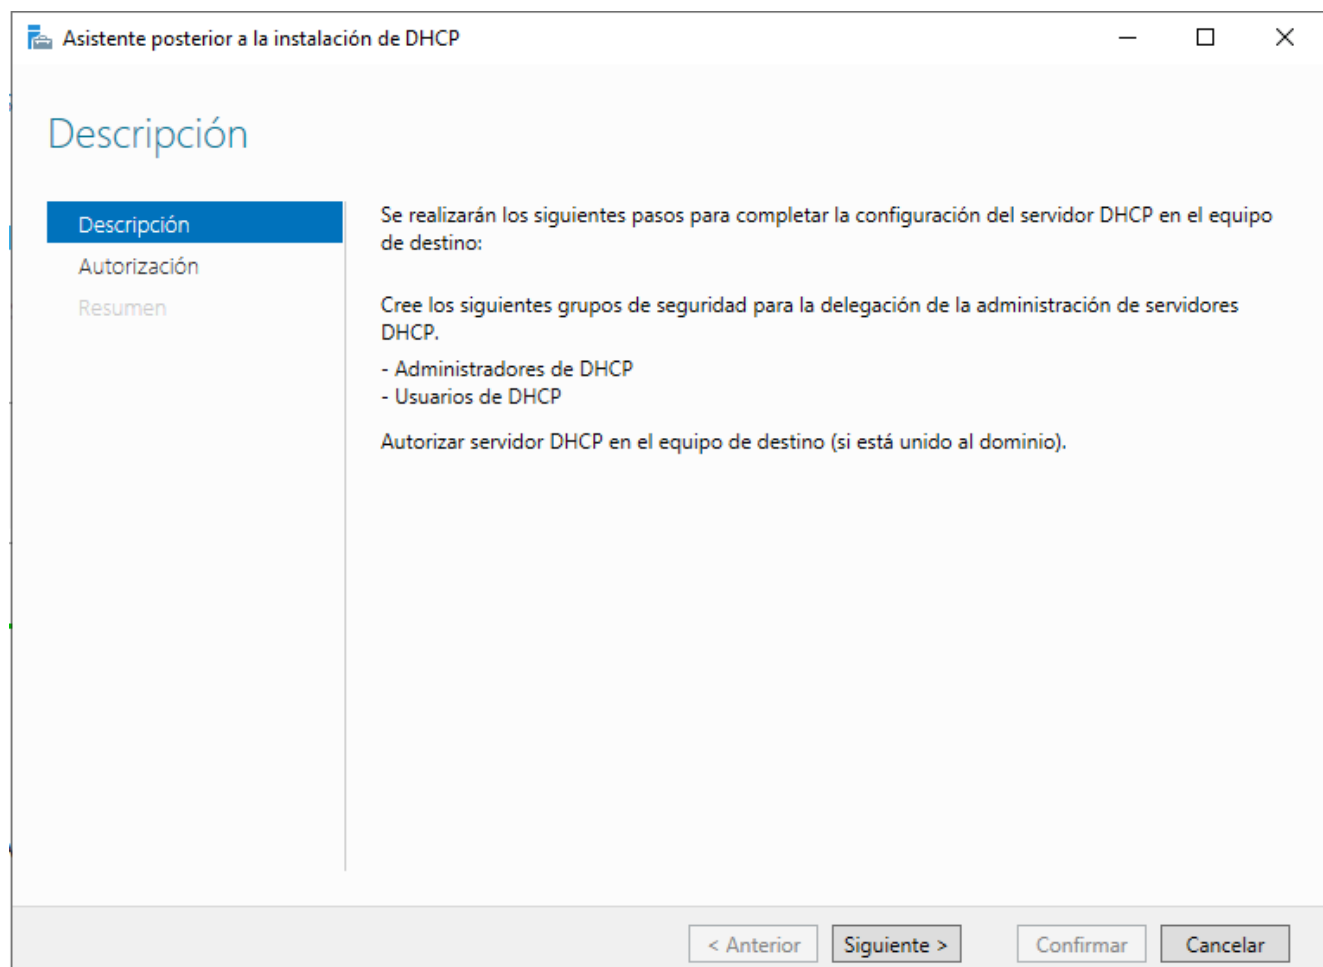 Asistente posterior a la instalación de DHCP
Descripción
Descripción
Autorización
Resumen
Se realizarán los siguientes pasos para completar la configuración del servidor DHCP en el equipo
de destino:
Cree los siguientes grupos de seguridad para la delegación de la administración de servidores
DHCP.
- Administradores de DHCP
- Usuarios de DHCP
Autorizar servidor DHCP en el equipo de destino (si está unido al dominio).
< Anterior
Siguiente >
Confirmar
Cancelar